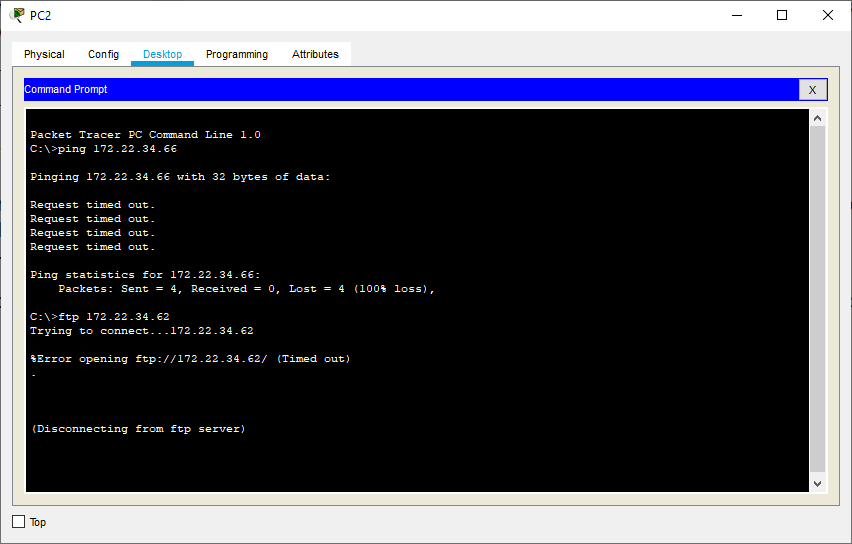 PC2
Physical Config Desktop Programming Attributes
Command Prompt
X
Packet Tracer PC Command Line 1.0
C:\>ping 172.22.34.66
Pinging 172.22.34.66 with 32 bytes of data:
Request timed out.
Request timed out.
Request timed out.
Request timed out.
Ping statistics for 172.22.34.66:
    Packets: Sent = 4, Received = 0, Lost = 4 (100% loss),
C:\>ftp 172.22.34.62
Trying to connect...172.22.34.62
%Error opening ftp://172.22.34.62/ (Timed out)
.
(Disconnecting from ftp server)
Top